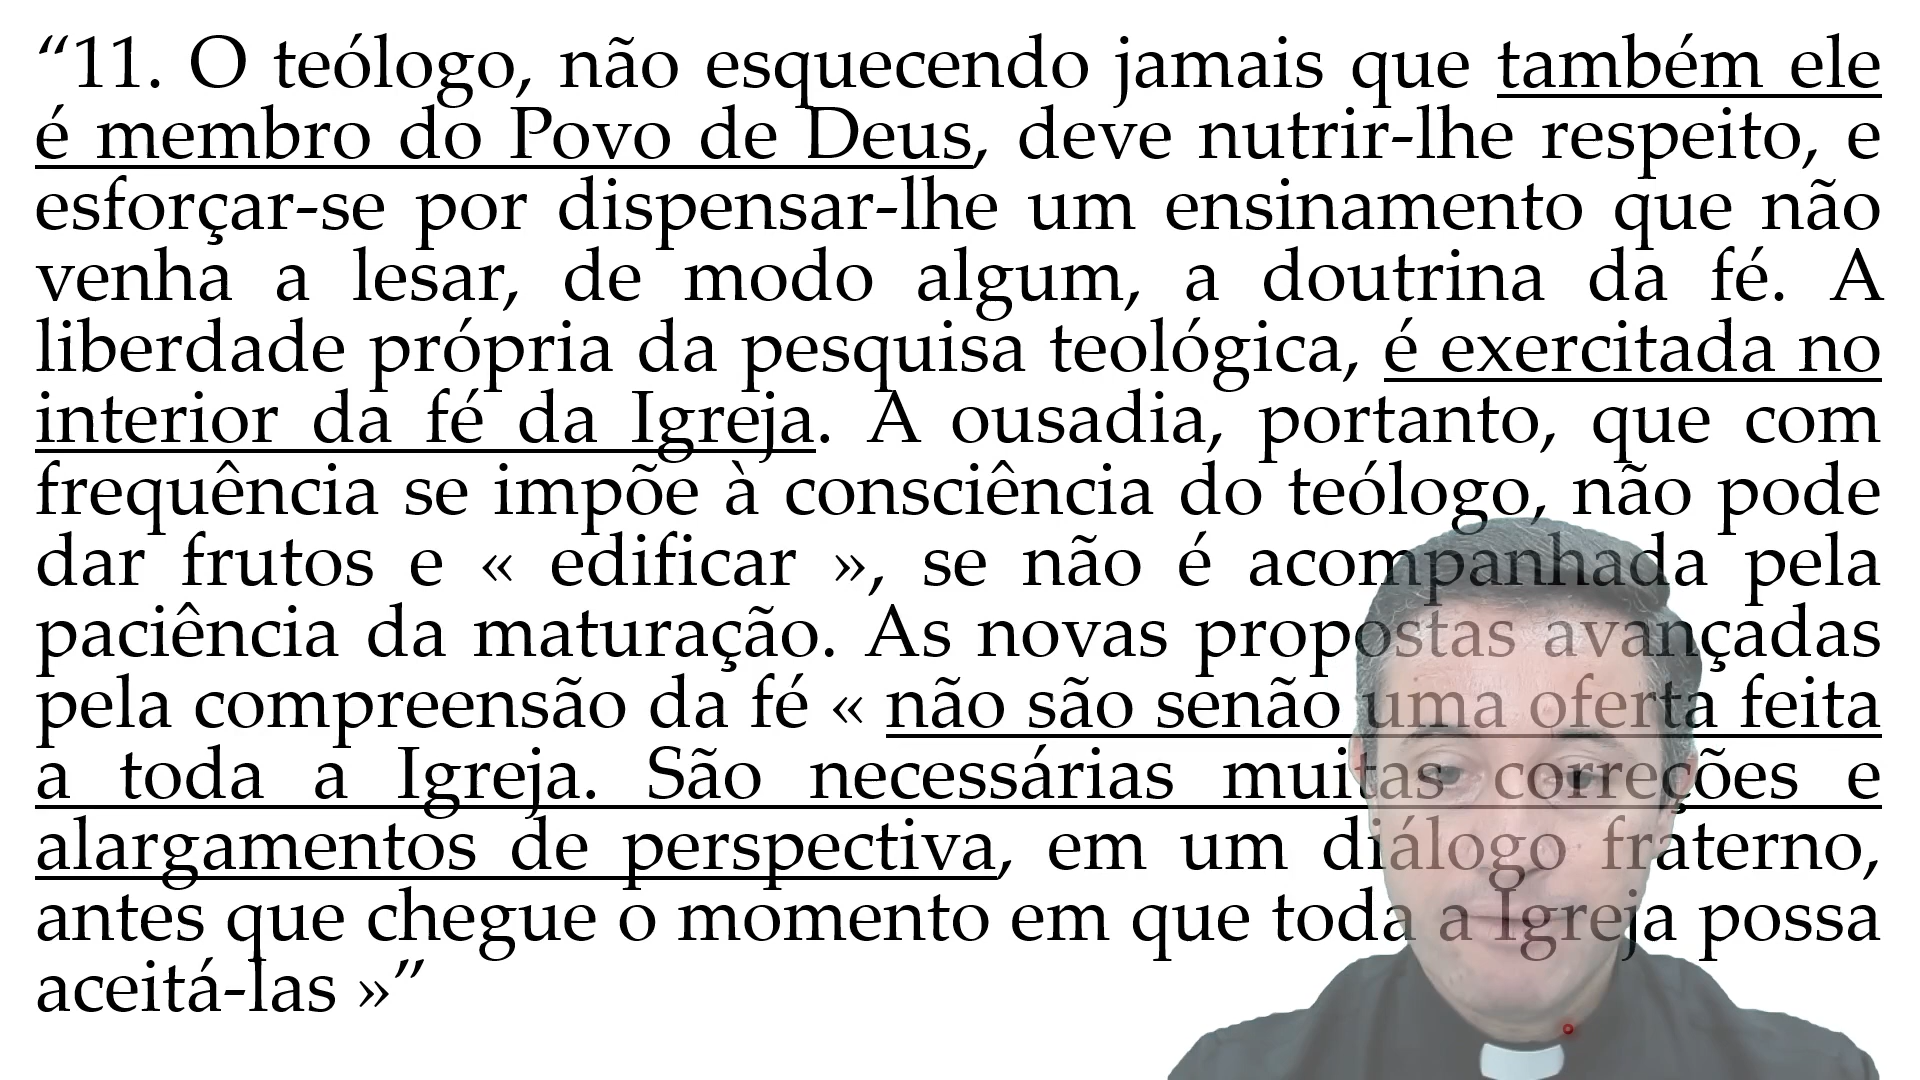 “11. O teólogo, não esquecendo jamais que também ele
é membro do Povo de Deus, deve nutrir-lhe respeito, e
esforçar-se por dispensar-lhe um ensinamento que não
venha a lesar, de modo algum, a doutrina da fé. A
liberdade própria da pesquisa teológica, é exercitada no
interior da fé da Igreja. A ousadia, portanto, que com
frequência se impõe à consciência do teólogo, não pode
dar frutos e « edificar », se não é acompanhada pela
paciência da maturação. As novas propostas avançadas
pela compreensão da fé « não são senão uma oferta feita
a toda a Igreja. São necessárias muitas correções e
alargamentos de perspectiva, em um diálogo fraterno,
antes que chegue o momento em que toda a Igreja possa
aceitá-las »”